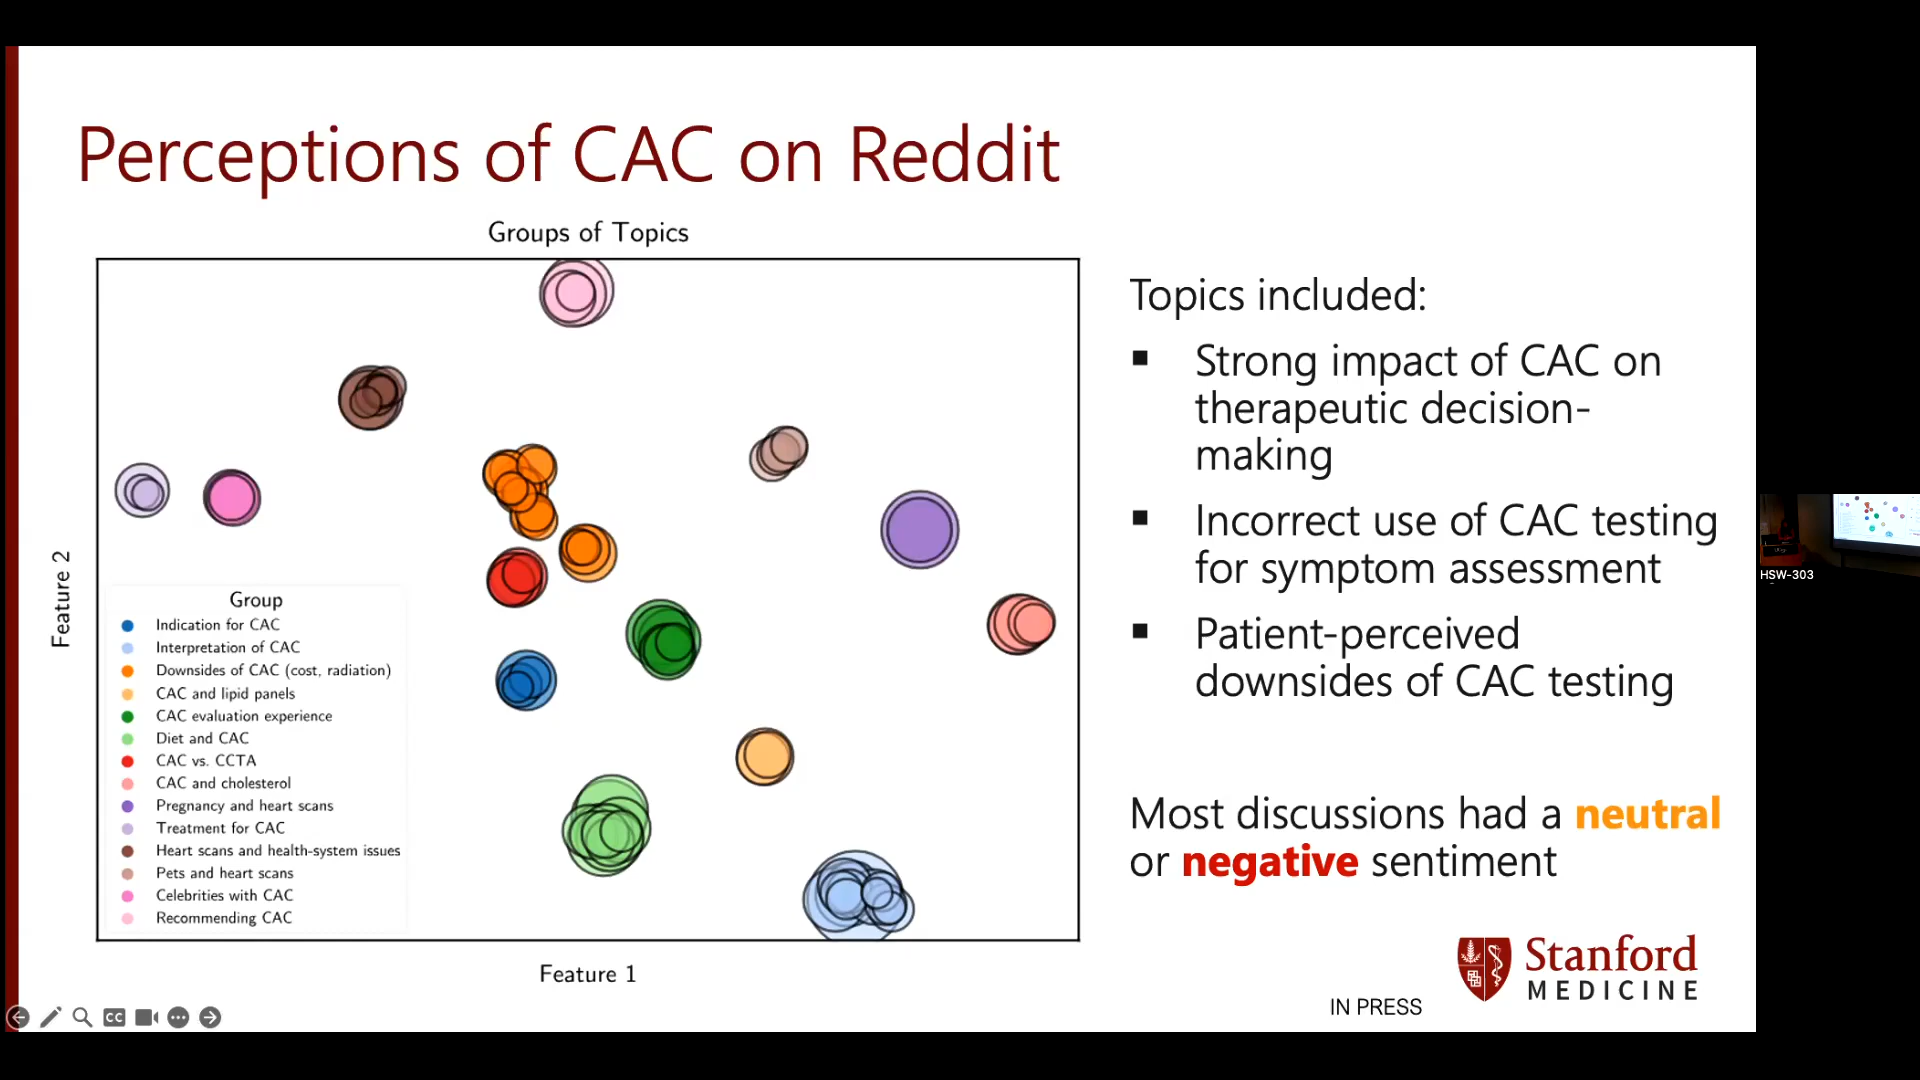 Perceptions of CAC on Reddit
Groups of Topics
Feature 2
Group
Indication for CAC
Interpretation of CAC
Downsides of CAC (cost, radiation)
CAC and lipid panels
CAC evaluation experience
Diet and CAC
CAC vs. CCTA
CAC and cholesterol
Pregnancy and heart scans
Treatment for CAC
Heart scans and health-system issues
Pets and heart scans
Celebrities with CAC
Recommending CAC
Feature 1
Topics included:
Strong impact of CAC on
therapeutic decision-
making
Incorrect use of CAC testing
for symptom assessment
Patient-perceived
downsides of CAC testing
Most discussions had a neutral
or negative sentiment
IN PRESS
Stanford
MEDICINE
CC
HSW-303